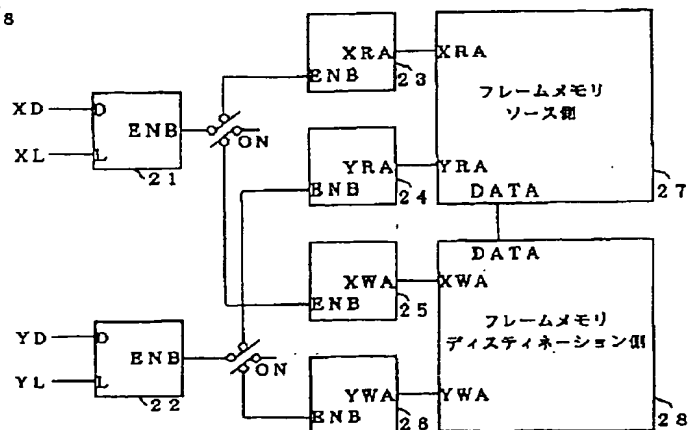 8
XD
D
ENB
XL
L
21
ON
YD
D
ENB
YL
L
22
ON
XRA
ENB
23
YRA
ENB
24
XWA
ENB
25
YWA
ENB
26
XRA
フレームメモリ
ソース側
YRA
DATA
27
DATA
XWA
フレームメモリ
ディスティネーション側
YWA
28